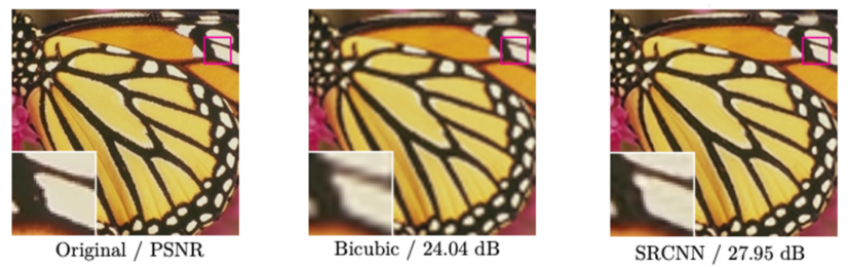 Original / PSNR
Bicubic / 24.04 dB
SRCNN / 27.95 dB